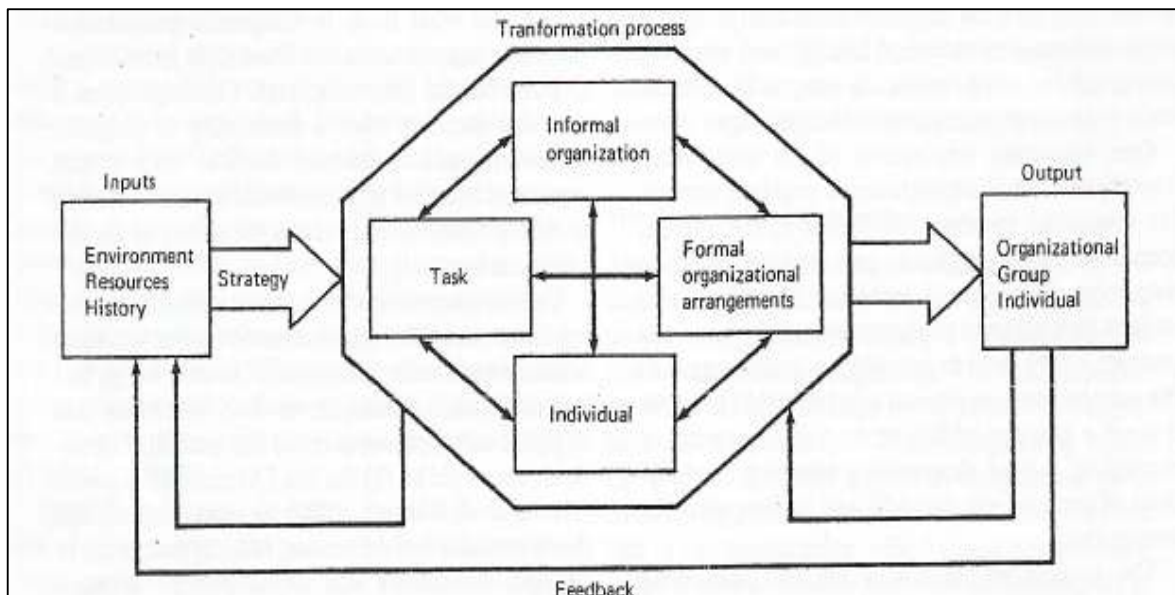 Tranformation process
Informal
organization
Inputs
Output
Environment
Resources
History
Strategy
Task
Formal
organizational
arrangements
Organizational
Group
Individual
Individual
Feedback